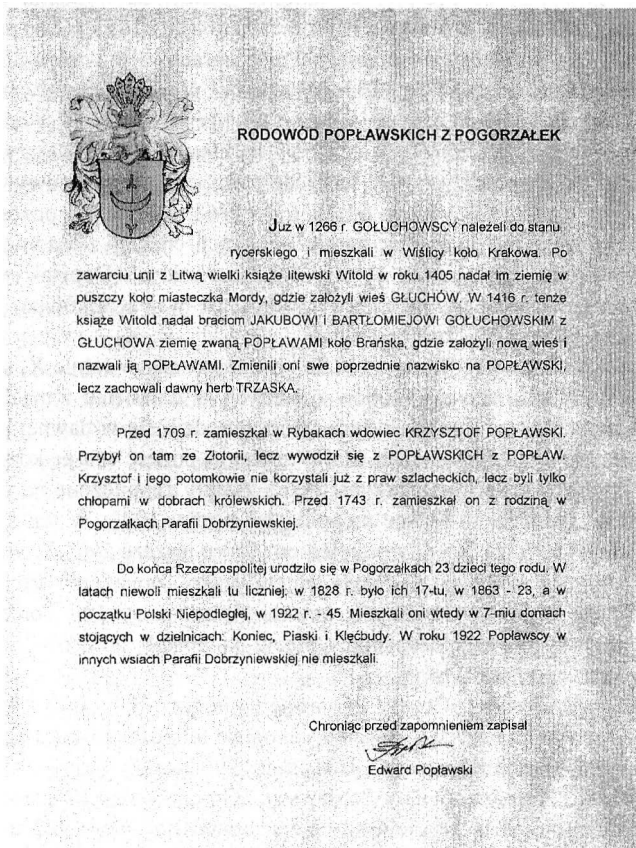 RODOWÓD POPŁAWSKICH Z POGORZAŁEK
Już w 1266 r. GOŁUCHOWSCY należeli do stanu
rycerskiego i mieszkali w Wiślicy koło Krakowa. Po
zawarciu unii z Litwą wielki książe litewski Witold w roku 1405 nadał im ziemię w
puszczy koło miasteczka Mordy, gdzie założyli wieś GŁUCHÓW. W 1416 r. tenże
książe Witold nadał braciom JAKUBOWI i BARTŁOMIEJOWI GOŁUCHOWSKIM z
GŁUCHOWA ziemię zwaną POPŁAWAMI koło Brańska, gdzie założyli nową wieś i
nazwali ją POPŁAWAMI. Zmienili oni swe poprzednie nazwisko na POPŁAWSKI,
lecz zachowali dawny herb TRZASKA.
Przed 1709 r. zamieszkał w Rybakach wdowiec KRZYSZTOF POPŁAWSKI.
Przybył on tam ze Złotorii, lecz wywodził się z POPŁAWSKICH z POPŁAW.
Krzysztof i jego potomkowie nie korzystali już z praw szlacheckich, lecz byli tylko
chłopami w dobrach królewskich. Przed 1743 r. zamieszkał on z rodziną w
Pogorzałkach Parafii Dobrzyniewskiej.
Do końca Rzeczpospolitej urodziło się w Pogorzałkach 23 dzieci tego rodu. W
latach niewoli mieszkali tu liczniej, w 1828 r. było ich 17-tu, w 1863 - 23, a w
początku Polski Niepodległej, w 1922 r. - 45. Mieszkali oni wtedy w 7-miu domach
stojących w dzielnicach: Koniec, Piaski i Klęćbudy. W roku 1922 Popławscy w
innych wsiach Parafii Dobrzyniewskiej nie mieszkali.
Chroniąc przed zapomnieniem zapisał
Edward Popławski